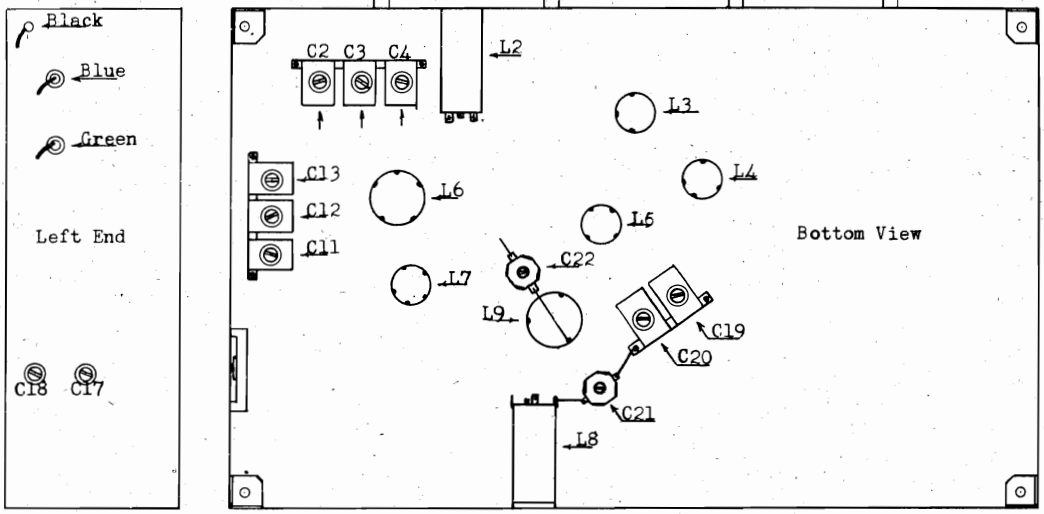 Black
Blue
Green
Left End
C18 C17
C2 C3 C4
L2
L3
L4
C13
C12
C11
L6
L5
Bottom View
C22
L7
L9
C19
C20
C21
L8